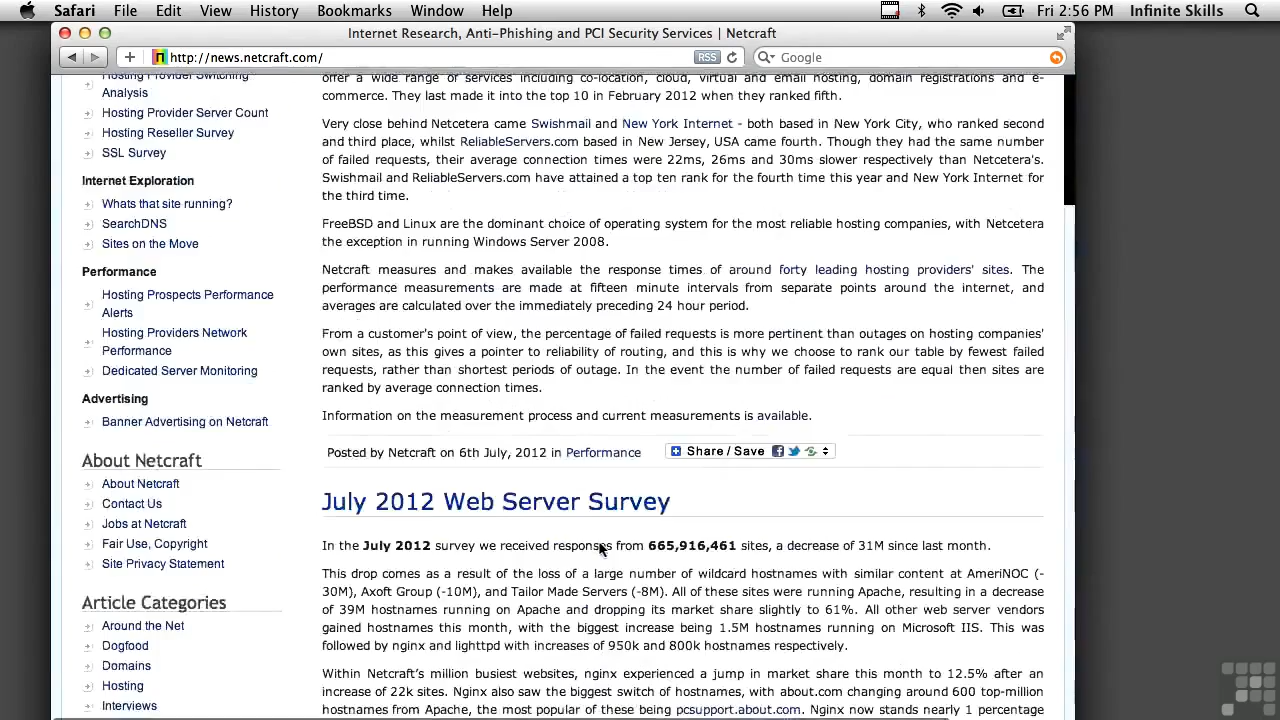 Safari File Edit View History Bookmarks Window Help Fri 2:56 PM Infinite Skills
Internet Research, Anti-Phishing and PCI Security Services | Netcraft
http://news.netcraft.com/ RSS Google
Hosting Provider Switching
Analysis
Hosting Provider Server Count
Hosting Reseller Survey
SSL Survey
Internet Exploration
Whats that site running?
SearchDNS
Sites on the Move
Performance
Hosting Prospects Performance
Alerts
Hosting Providers Network
Performance
Dedicated Server Monitoring
Advertising
Banner Advertising on Netcraft
About Netcraft
About Netcraft
Contact Us
Jobs at Netcraft
Fair Use, Copyright
Site Privacy Statement
Article Categories
Around the Net
Dogfood
Domains
Hosting
Interviews
offer a wide range of services including co-location, cloud, virtual and email hosting, domain registrations and e-
commerce. They last made it into the top 10 in February 2012 when they ranked fifth.
Very close behind Netcetera came Swishmail and New York Internet - both based in New York City, who ranked second
and third place, whilst ReliableServers.com based in New Jersey, USA came fourth. Though they had the same number
of failed requests, their average connection times were 22ms, 26ms and 30ms slower respectively than Netcetera's.
Swishmail and ReliableServers.com have attained a top ten rank for the fourth time this year and New York Internet for
the third time.
FreeBSD and Linux are the dominant choice of operating system for the most reliable hosting companies, with Netcetera
the exception in running Windows Server 2008.
Netcraft measures and makes available the response times of around forty leading hosting providers' sites. The
performance measurements are made at fifteen minute intervals from separate points around the internet, and
averages are calculated over the immediately preceding 24 hour period.
From a customer's point of view, the percentage of failed requests is more pertinent than outages on hosting companies'
own sites, as this gives a pointer to reliability of routing, and this is why we choose to rank our table by fewest failed
requests, rather than shortest periods of outage. In the event the number of failed requests are equal then sites are
ranked by average connection times.
Information on the measurement process and current measurements is available.
Posted by Netcraft on 6th July, 2012 in Performance Share / Save
July 2012 Web Server Survey
In the July 2012 survey we received responses from 665,916,461 sites, a decrease of 31M since last month.
This drop comes as a result of the loss of a large number of wildcard hostnames with similar content at AmeriNOC (-
30M), Axoft Group (-10M), and Tailor Made Servers (-8M). All of these sites were running Apache, resulting in a decrease
of 39M hostnames running on Apache and dropping its market share slightly to 61%. All other web server vendors
gained hostnames this month, with the biggest increase being 1.5M hostnames running on Microsoft IIS. This was
followed by nginx and lighttpd with increases of 950k and 800k hostnames respectively.
Within Netcraft's million busiest websites, nginx experienced a jump in market share this month to 12.5% after an
increase of 22k sites. Nginx also saw the biggest switch of hostnames, with about.com changing around 600 top-million
hostnames from Apache, the most popular of these being pcsupport.about.com. Nginx now stands nearly 1 percentage